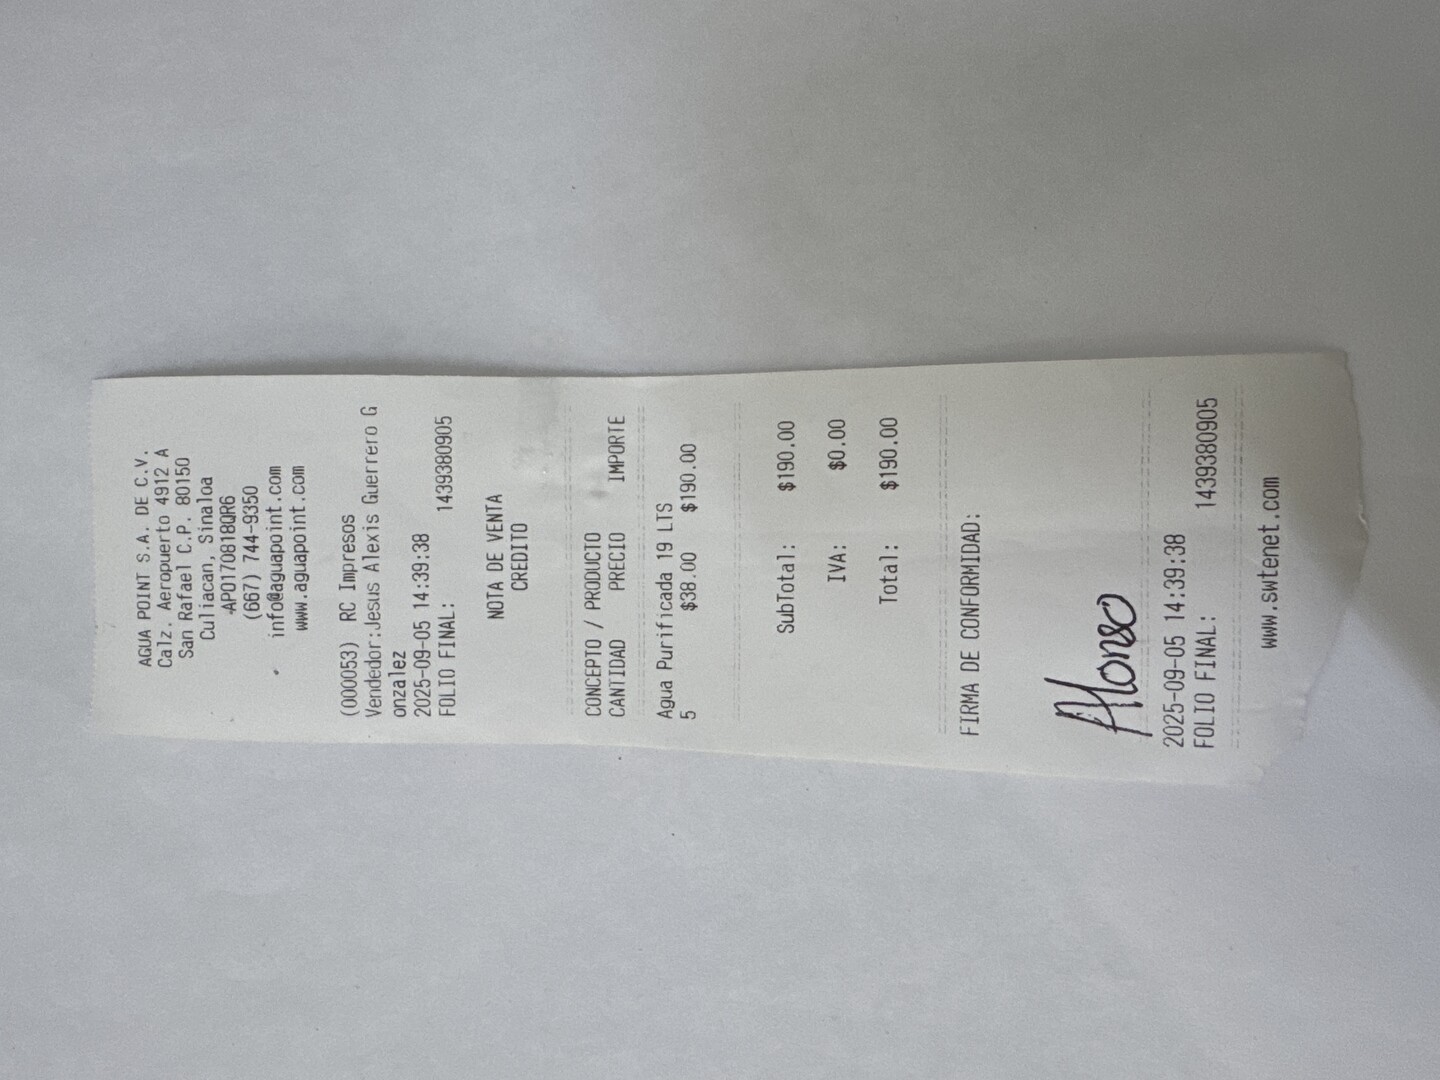 AGUA POINT S.A. DE C.V.
Calz. Aeropuerto 4912 A
San Rafael C.P. 80150
Culiacan, Sinaloa
APO170818QR6
(667) 744-9350
info@aguapoint.com
www.aguapoint.com
(000053) RC Impresos
Vendedor:Jesus Alexis Guerrero G
onzalez
2025-09-05 14:39:38
FOLIO FINAL: 1439380905
NOTA DE VENTA
CREDITO
CONCEPTO / PRODUCTO
CANTIDAD PRECIO IMPORTE
Agua Purificada 19 LTS
5 $38.00 $190.00
SubTotal: $190.00
IVA: $0.00
Total: $190.00
FIRMA DE CONFORMIDAD:
Alonso
2025-09-05 14:39:38
FOLIO FINAL: 1439380905
www.swtenet.com